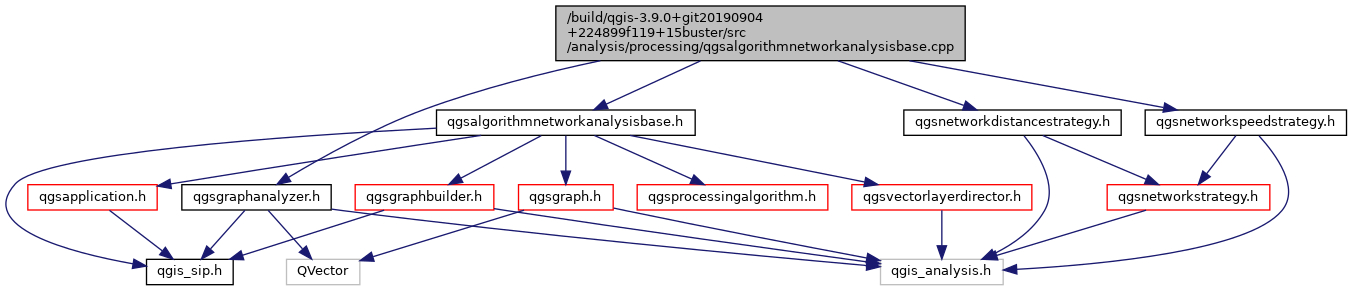 /build/qgis-3.9.0+git20190904
+224899f119+15buster/src
/analysis/processing/qgsalgorithmnetworkanalysisbase.cpp
qgsalgorithmnetworkanalysisbase.h
qgsnetworkdistancestrategy.h
qgsnetworkspeedstrategy.h
qgsapplication.h
qgsgraphanalyzer.h
qgsgraphbuilder.h
qgsgraph.h
qgsprocessingalgorithm.h
qgsvectorlayerdirector.h
qgsnetworkstrategy.h
qgis_sip.h
QVector
qgis_analysis.h